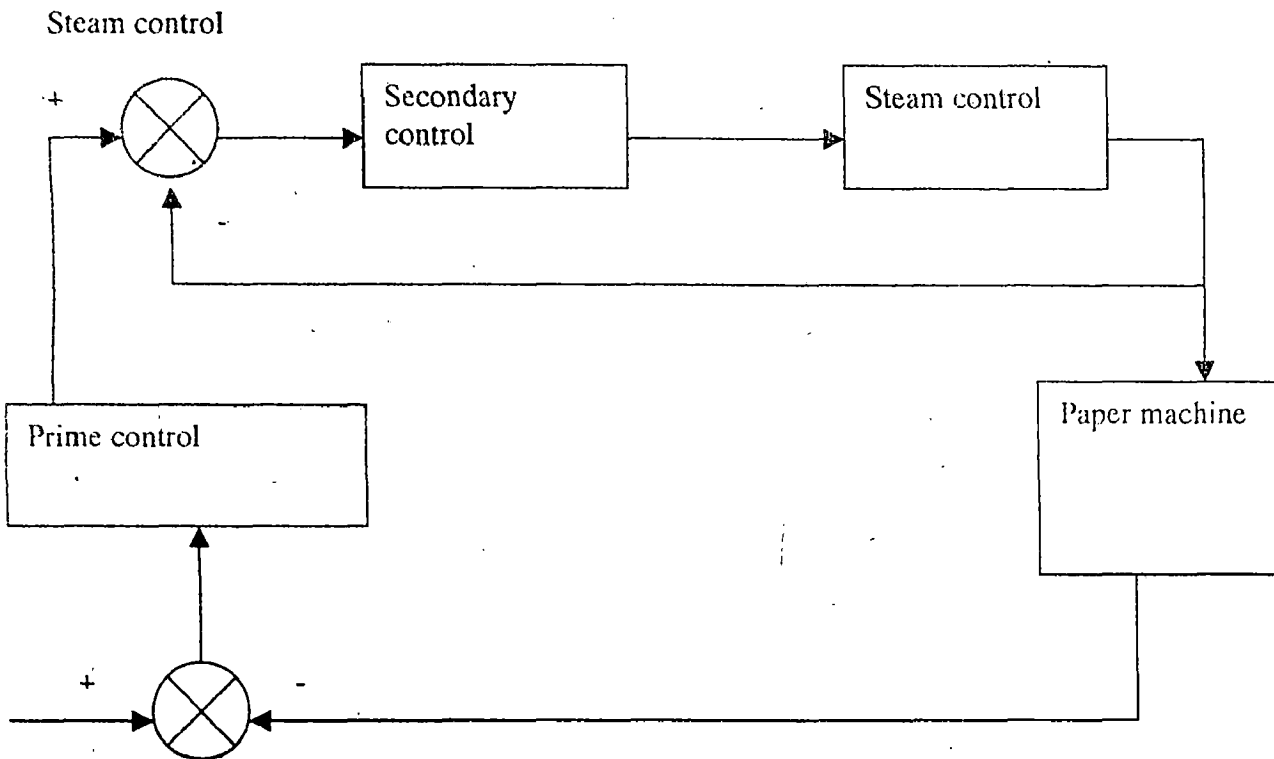 Steam control
+
Secondary
control
Steam control
-
Prime control
Paper machine
+
-